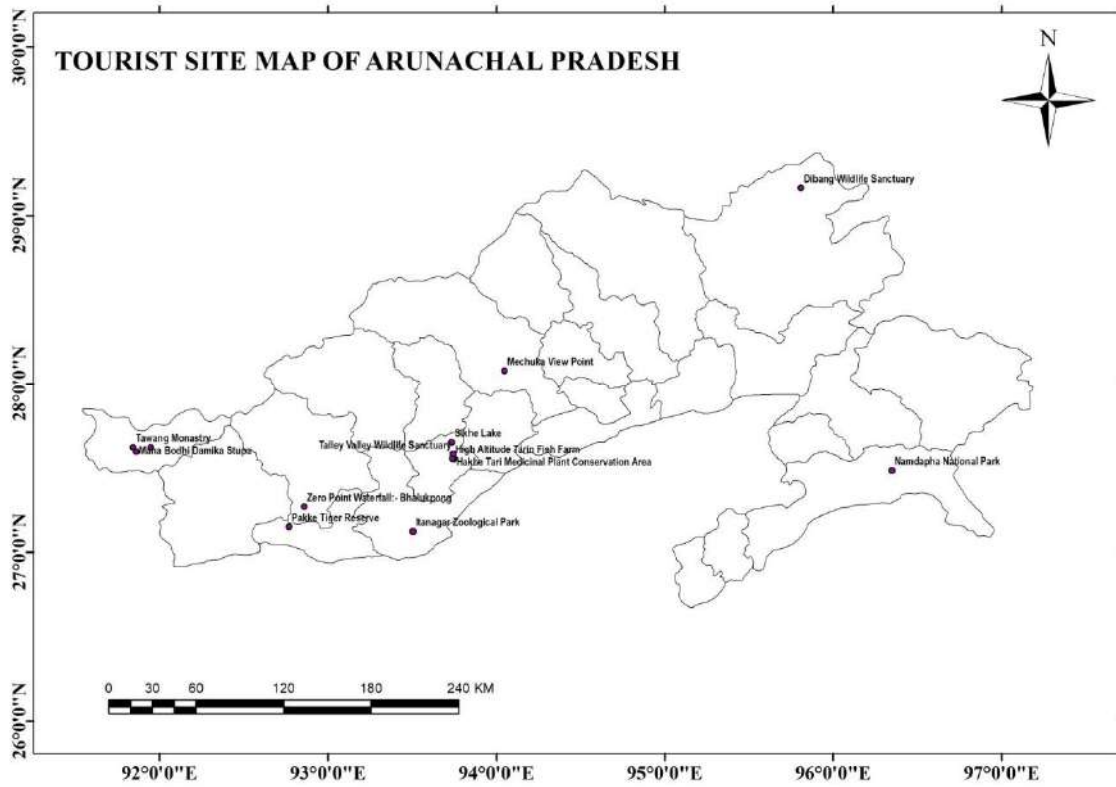 TOURIST SITE MAP OF ARUNACHAL PRADESH
N
30°0'0"N
29°0'0"N
28°0'0"N
27°0'0"N
26°0'0"N
Dibang Wildlife Sanctuary
Mechuka View Point
Tawang Monastry
Maha Bodhi Damika Stupa
Sikhe Lake
Talley Valley Wildlife Sanctuary
High Altitude Tarin Fish Farm
Hakhe Tari Medicinal Plant Conservation Area
Namdapha National Park
Zero Point Waterfall:- Bhalukpong
Pakke Tiger Reserve
Itanagar Zoological Park
0 30 60 120 180 240 KM
92°0'0"E 93°0'0"E 94°0'0"E 95°0'0"E 96°0'0"E 97°0'0"E